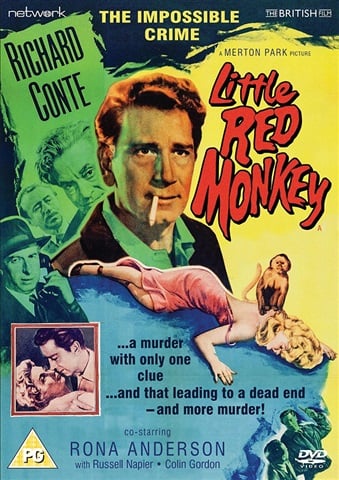 network
THE IMPOSSIBLE
CRIME
THE BRITISH FILM
A MERTON PARK PICTURE
RICHARD
CONTE
Little
RED
MONKEY
A
...a murder
with only one
clue
...and that leading to a dead end
—and more murder!
co-starring
RONA ANDERSON
with Russell Napier • Colin Gordon
PG
DVD
VIDEO